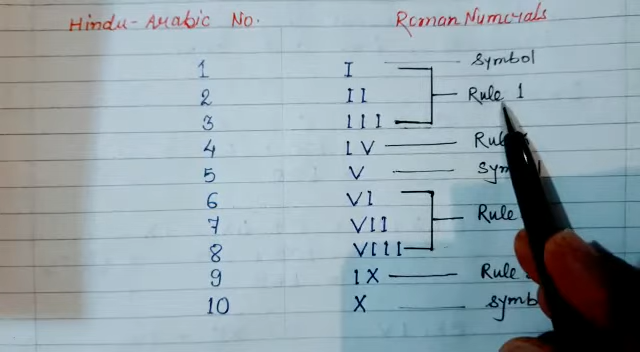 Hindu-Arabic No. Roman Numerals
1 I Symbol
2 II Rule 1
3 III
4 IV
5 V
6 VI
7 VII Rule
8 VIII
9 IX Rule
10 X